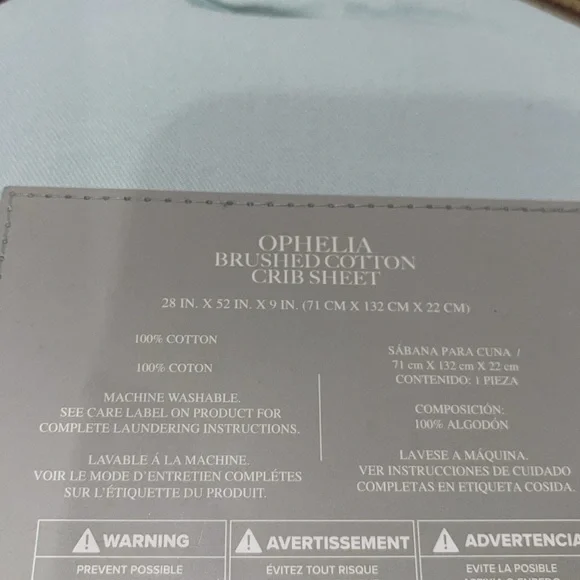 OPHELIA
BRUSHED COTTON
CRIB SHEET
28 IN. X 52 IN. X 9 IN. (71 CM X 132 CM X 22 CM)
100% COTTON
100% COTON
MACHINE WASHABLE.
SEE CARE LABEL ON PRODUCT FOR
COMPLETE LAUNDERING INSTRUCTIONS.
LAVABLE Á LA MACHINE.
VOIR LE MODE D'ENTRETIEN COMPLÉTES
SUR L'ÉTIQUETTE DU PRODUIT.
SÁBANA PARA CUNA /
71 cm X 132 cm X 22 cm
CONTENIDO: 1 PIEZA
COMPOSICIÓN:
100% ALGODÓN
LAVESE A MÁQUINA.
VER INSTRUCCIONES DE CUIDADO
COMPLETAS EN ETIQUETA COSIDA.
WARNING
PREVENT POSSIBLE
AVERTISSEMENT
ÉVITEZ TOUT RISQUE
ADVERTENCIA
EVITE LA POSIBLE